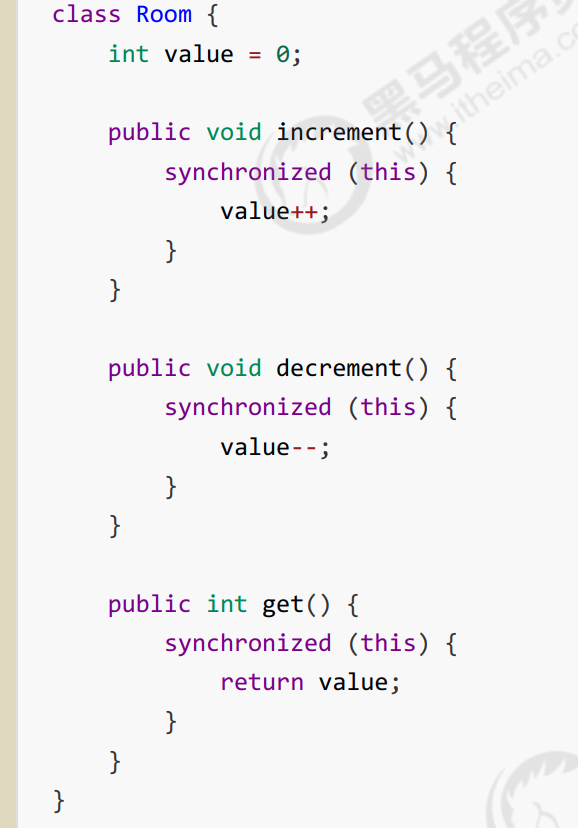 class Room {
    int value = 0;

    public void increment() {
        synchronized (this) {
            value++;
        }
    }

    public void decrement() {
        synchronized (this) {
            value--;
        }
    }

    public int get() {
        synchronized (this) {
            return value;
        }
    }
}
黑马程序员
www.itheima.c